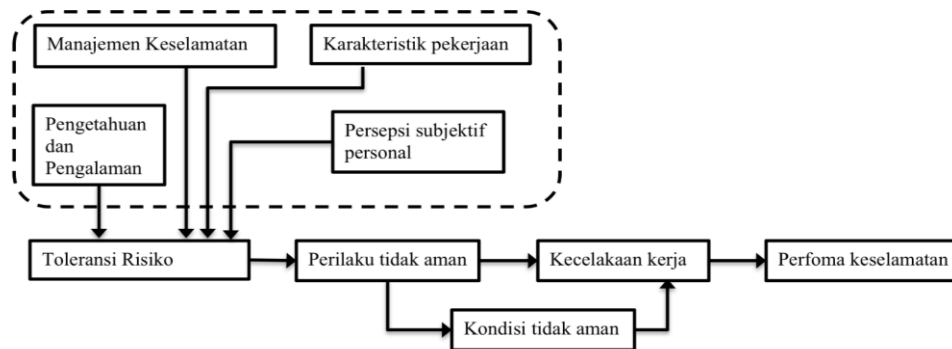 Manajemen Keselamatan
Karakteristik pekerjaan
Pengetahuan
dan
Pengalaman
Persepsi subjektif
personal
Toleransi Risiko
Perilaku tidak aman
Kecelakaan kerja
Perfoma keselamatan
Kondisi tidak aman